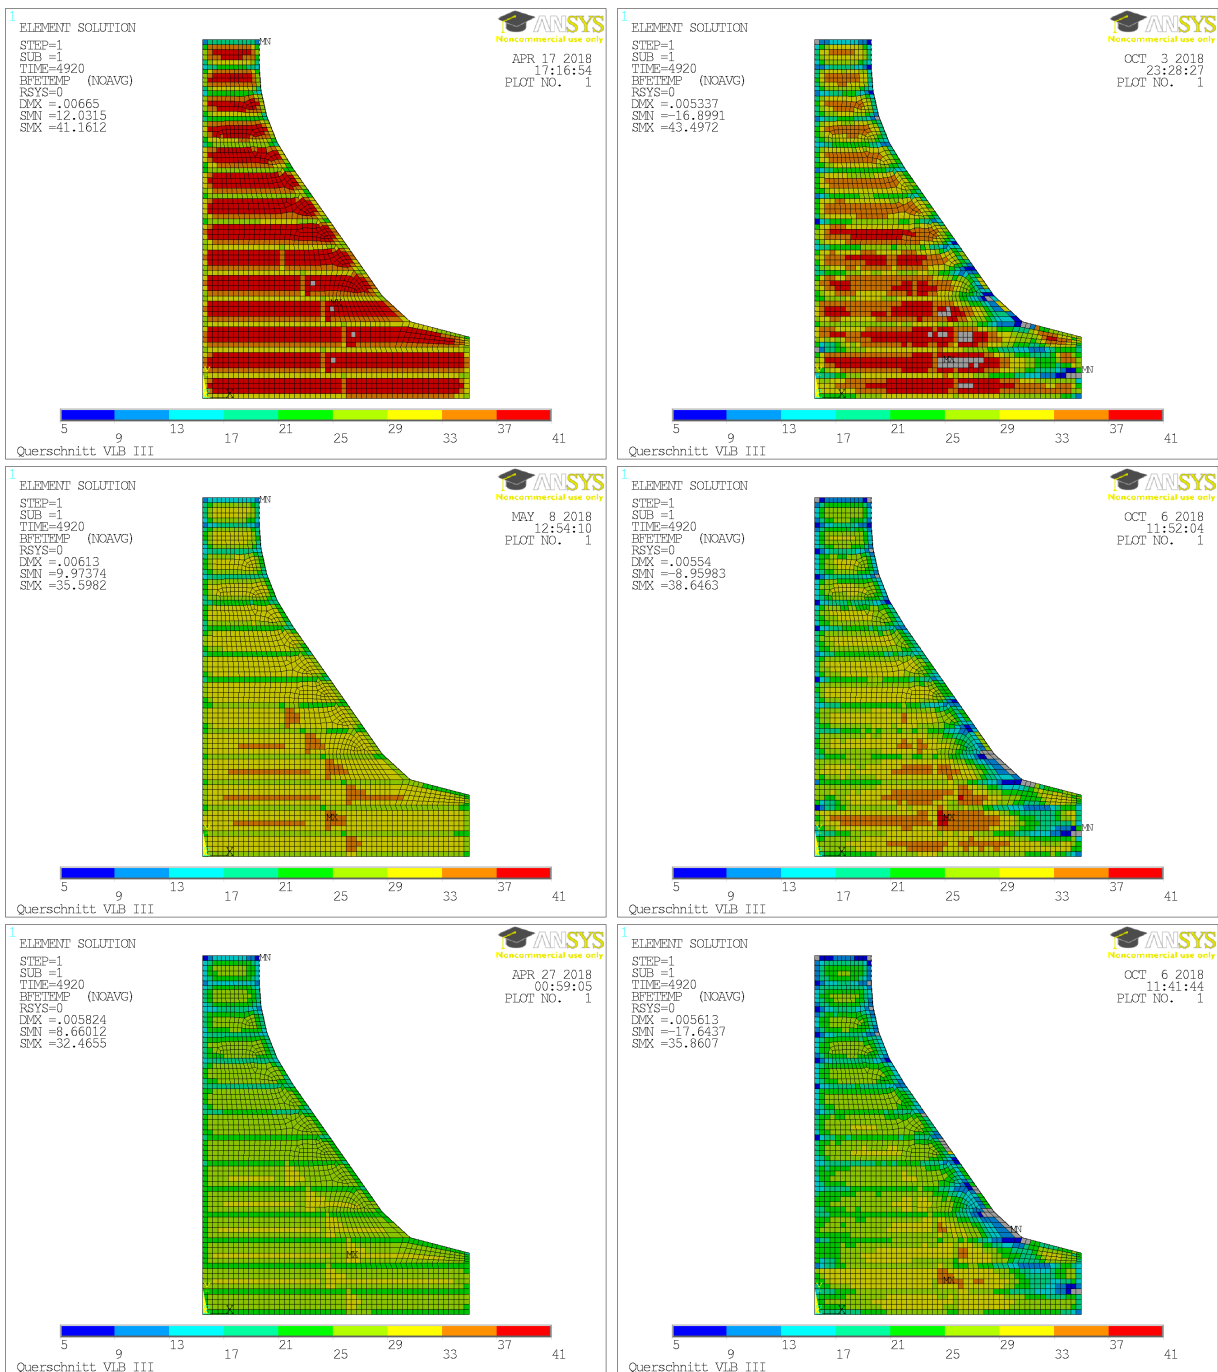 1
ELEMENT SOLUTION
STEP=1
SUB =1
TIME=4920
BFETEMP (NOAVG)
RSYS=0
DMX =.00665
SMN =12.0315
SMX =41.1612
ANSYS
Noncommercial use only
APR 17 2018
17:16:54
PLOT NO. 1
MN
MX
Y
X
5 9 13 17 21 25 29 33 37 41
Querschnitt VLB III
1
ELEMENT SOLUTION
STEP=1
SUB =1
TIME=4920
BFETEMP (NOAVG)
RSYS=0
DMX =.005337
SMN =-16.8991
SMX =43.4972
ANSYS
Noncommercial use only
OCT 3 2018
23:28:27
PLOT NO. 1
MX
MN
Y
X
5 9 13 17 21 25 29 33 37 41
Querschnitt VLB III
1
ELEMENT SOLUTION
STEP=1
SUB =1
TIME=4920
BFETEMP (NOAVG)
RSYS=0
DMX =.00613
SMN =9.97374
SMX =35.5982
ANSYS
Noncommercial use only
MAY 8 2018
12:54:10
PLOT NO. 1
MN
MX
Y
X
5 9 13 17 21 25 29 33 37 41
Querschnitt VLB III
1
ELEMENT SOLUTION
STEP=1
SUB =1
TIME=4920
BFETEMP (NOAVG)
RSYS=0
DMX =.00554
SMN =-8.95983
SMX =38.6463
ANSYS
Noncommercial use only
OCT 6 2018
11:52:04
PLOT NO. 1
MX
MN
Y
X
5 9 13 17 21 25 29 33 37 41
Querschnitt VLB III
1
ELEMENT SOLUTION
STEP=1
SUB =1
TIME=4920
BFETEMP (NOAVG)
RSYS=0
DMX =.005824
SMN =8.66012
SMX =32.4655
ANSYS
Noncommercial use only
APR 27 2018
00:59:05
PLOT NO. 1
MN
MX
Y
X
5 9 13 17 21 25 29 33 37 41
Querschnitt VLB III
1
ELEMENT SOLUTION
STEP=1
SUB =1
TIME=4920
BFETEMP (NOAVG)
RSYS=0
DMX =.005613
SMN =-17.6437
SMX =35.8607
ANSYS
Noncommercial use only
OCT 6 2018
11:41:44
PLOT NO. 1
MN
MX
Y
X
5 9 13 17 21 25 29 33 37 41
Querschnitt VLB III